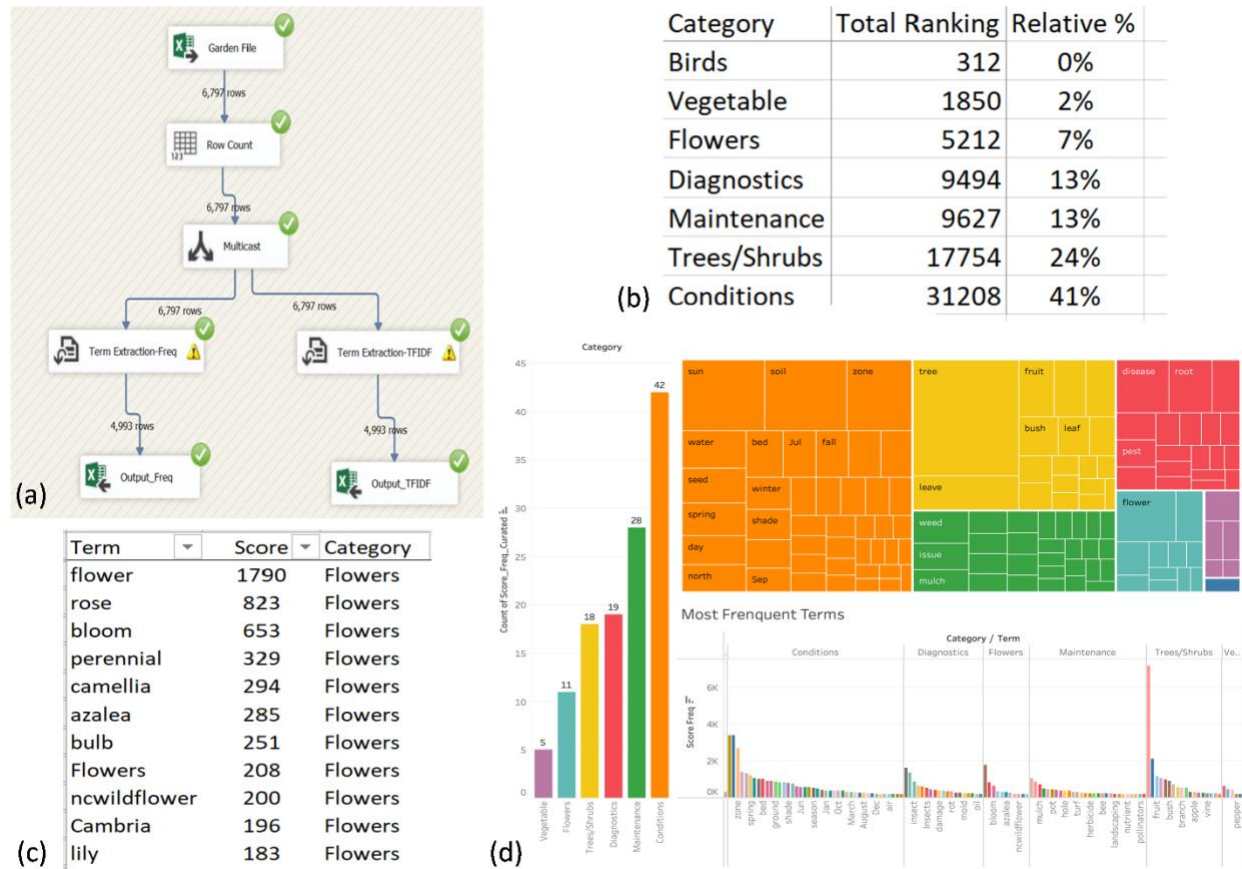 Garden File
6,797 rows
Row Count
123
6,797 rows
Multicast
6,797 rows
6,797 rows
Term Extraction-Freq
Term Extraction-TFIDF
4,993 rows
4,993 rows
Output_Freq
Output_TFIDF
(a)
Category Total Ranking Relative %
Birds 312 0%
Vegetable 1850 2%
Flowers 5212 7%
Diagnostics 9494 13%
Maintenance 9627 13%
Trees/Shrubs 17754 24%
Conditions 31208 41%
(b)
Term Score Category
flower 1790 Flowers
rose 823 Flowers
bloom 653 Flowers
perennial 329 Flowers
camellia 294 Flowers
azalea 285 Flowers
bulb 251 Flowers
Flowers 208 Flowers
ncwildflower 200 Flowers
Cambria 196 Flowers
lily 183 Flowers
(c)
Category
Count of Score_Freq_Curated
45
40
35
30
25
20
15
10
5
0
5
11
18
19
28
42
Vegetable
Flowers
Trees/Shrubs
Diagnostics
Maintenance
Conditions
sun soil zone
water bed Jul fall
seed
winter
spring
shade
day
north Sep
tree fruit
bush leaf
leave
weed
issue
mulch
disease root
pest
flower
Most Frenquent Terms
Category / Term
Conditions Diagnostics Flowers Maintenance Trees/Shrubs Ve..
Score Freq
6K
4K
2K
0K
zone
spring
bed
ground
shade
Jun
season
Jan
Oct
March
August
Dec
air
insect
Insects
damage
rot
mold
oil
bloom
azalea
ncwildflower
mulch
pot
hole
turf
herbicide
bee
landscaping
nutrient
pollinators
fruit
bush
branch
apple
vine
pepper
(d)